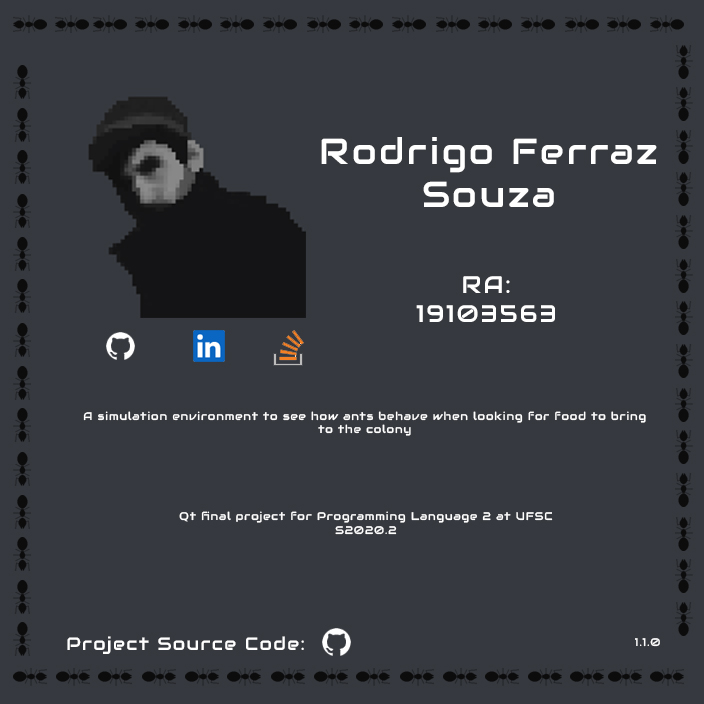 Rodrigo Ferraz
Souza
RA:
19103563
in
A simulation environment to see how ants behave when looking for food to bring
to the colony
Qt final project for Programming Language 2 at UFSC
S2020.2
Project Source Code:
1.1.0